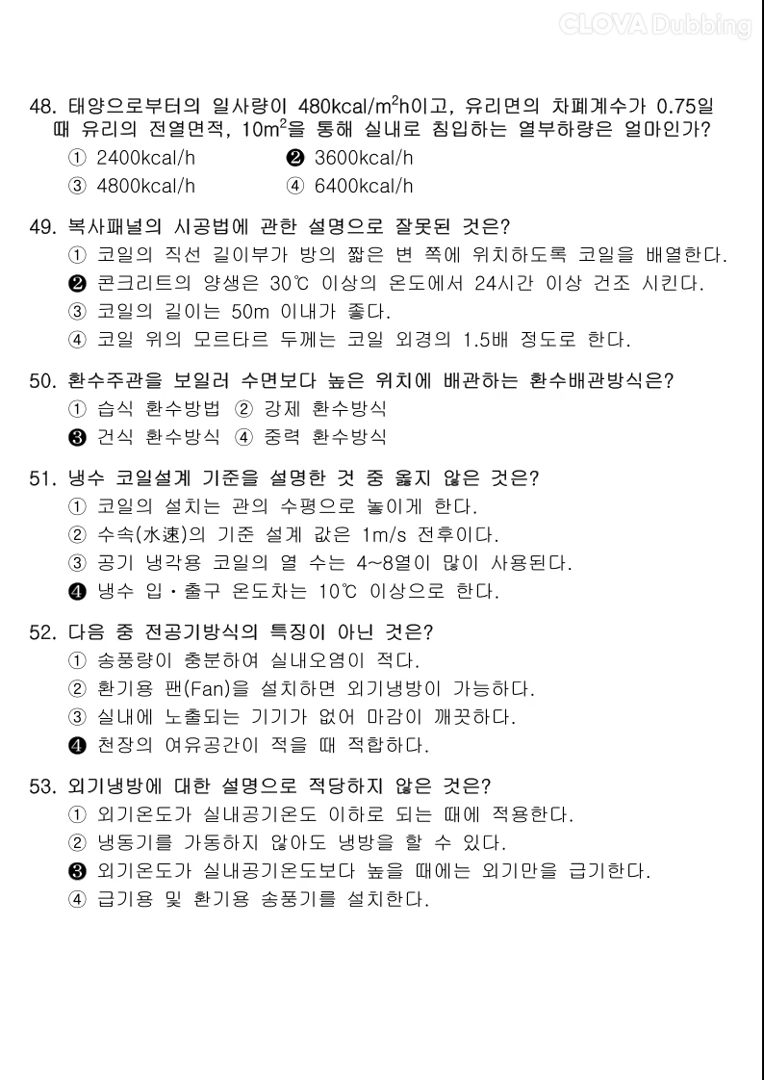 CLOVA Dubbing
48. 태양으로부터의 일사량이 480kcal/m²h이고, 유리면의 차폐계수가 0.75일
때 유리의 전열면적, 10m²을 통해 실내로 침입하는 열부하량은 얼마인가?
① 2400kcal/h ❷ 3600kcal/h
③ 4800kcal/h ④ 6400kcal/h
49. 복사패널의 시공법에 관한 설명으로 잘못된 것은?
① 코일의 직선 길이부가 방의 짧은 변 쪽에 위치하도록 코일을 배열한다.
❷ 콘크리트의 양생은 30℃ 이상의 온도에서 24시간 이상 건조 시킨다.
③ 코일의 길이는 50m 이내가 좋다.
④ 코일 위의 모르타르 두께는 코일 외경의 1.5배 정도로 한다.
50. 환수주관을 보일러 수면보다 높은 위치에 배관하는 환수배관방식은?
① 습식 환수방법 ② 강제 환수방식
❸ 건식 환수방식 ④ 중력 환수방식
51. 냉수 코일설계 기준을 설명한 것 중 옳지 않은 것은?
① 코일의 설치는 관의 수평으로 놓이게 한다.
② 수속(水速)의 기준 설계 값은 1m/s 전후이다.
③ 공기 냉각용 코일의 열 수는 4~8열이 많이 사용된다.
❹ 냉수 입·출구 온도차는 10℃ 이상으로 한다.
52. 다음 중 전공기방식의 특징이 아닌 것은?
① 송풍량이 충분하여 실내오염이 적다.
② 환기용 팬(Fan)을 설치하면 외기냉방이 가능하다.
③ 실내에 노출되는 기기가 없어 마감이 깨끗하다.
❹ 천장의 여유공간이 적을 때 적합하다.
53. 외기냉방에 대한 설명으로 적당하지 않은 것은?
① 외기온도가 실내공기온도 이하로 되는 때에 적용한다.
② 냉동기를 가동하지 않아도 냉방을 할 수 있다.
❸ 외기온도가 실내공기온도보다 높을 때에는 외기만을 급기한다.
④ 급기용 및 환기용 송풍기를 설치한다.